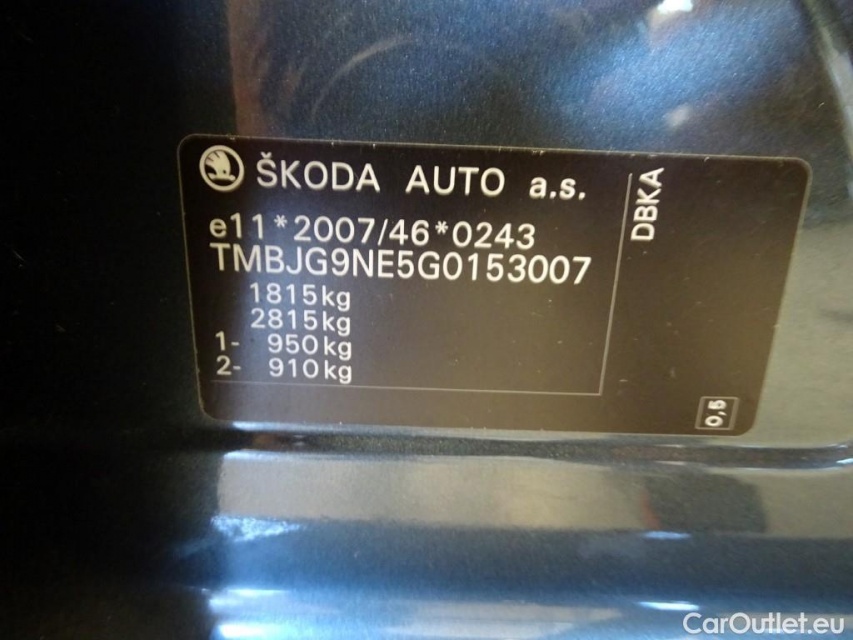 ŠKODA AUTO a.s.
e11*2007/46*0243
TMBJG9NE5G0153007
1815kg
2815kg
1- 950kg
2- 910kg
DBKA
0,5
CarOutlet.eu